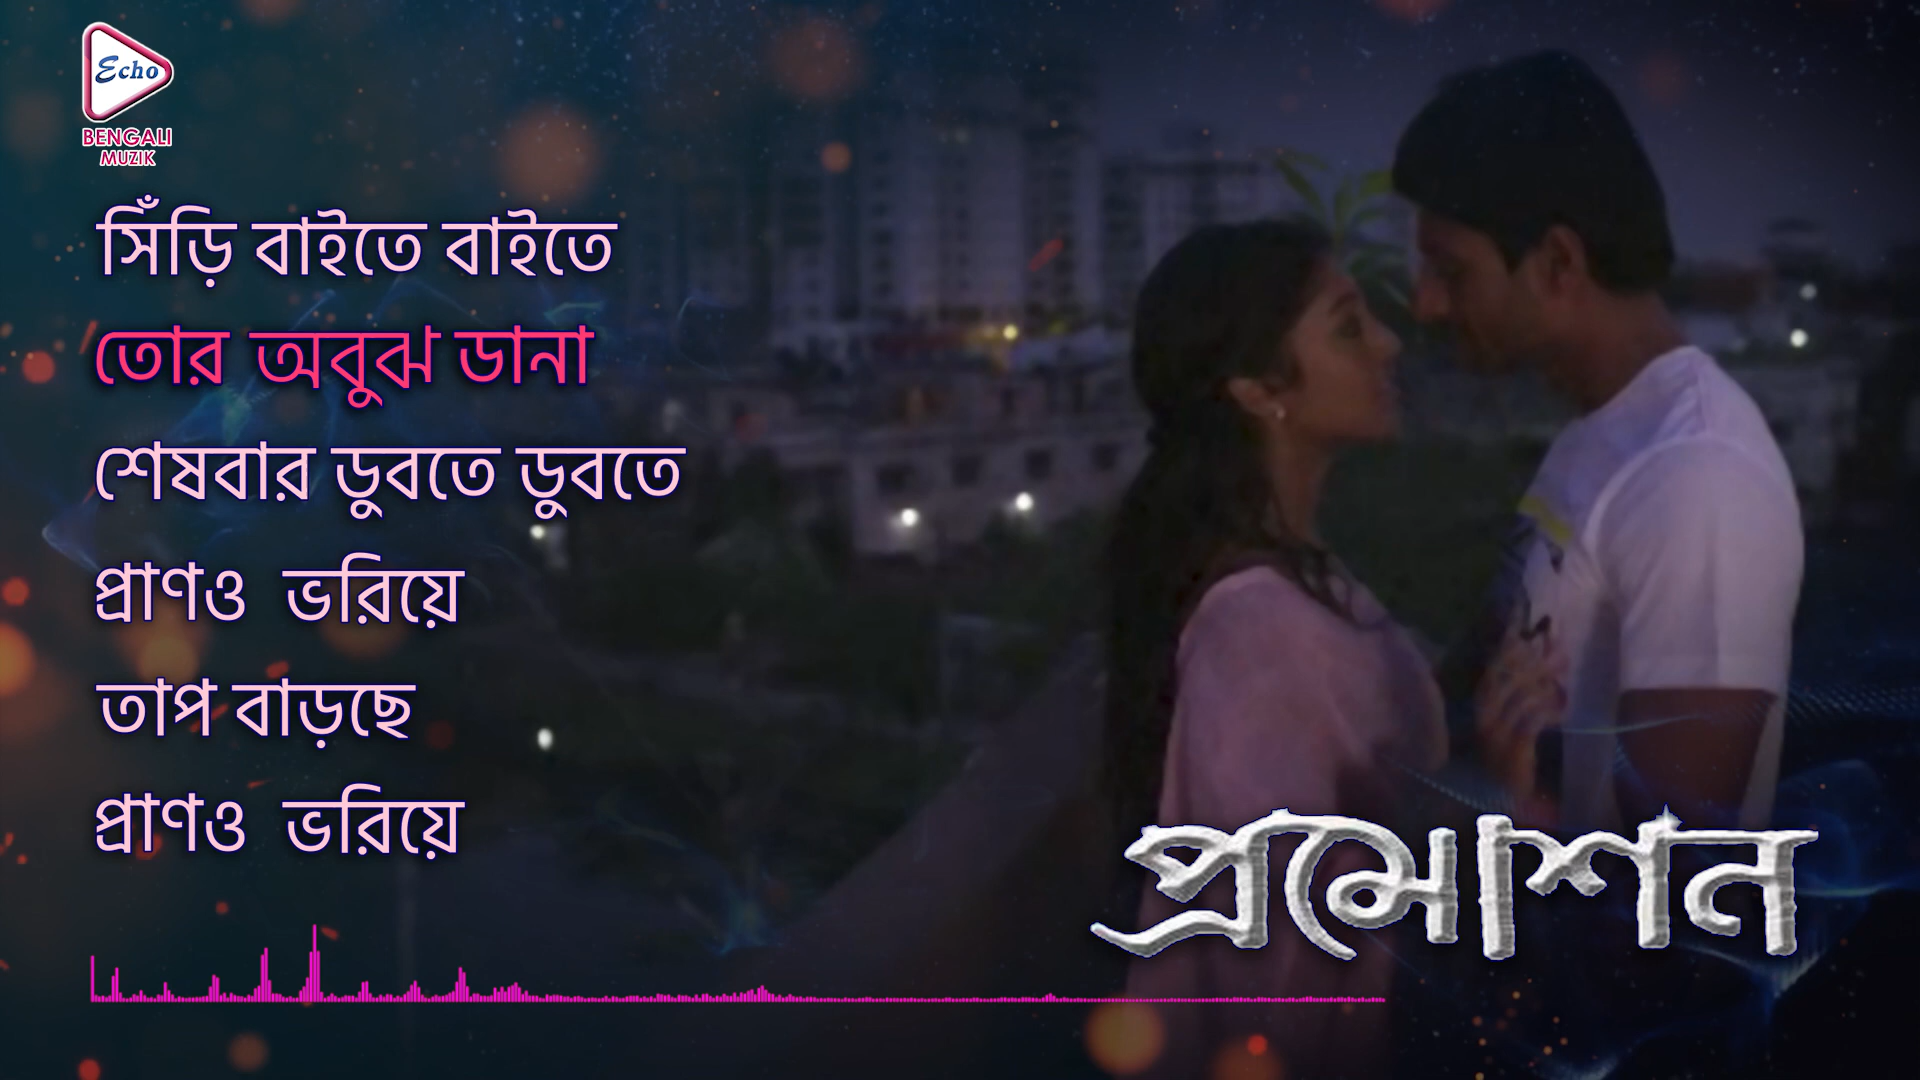 Echo
BENGALI
MUZIK
সিঁড়ি বাইতে বাইতে
তোর অবুঝ ডানা
শেষবার ডুবতে ডুবতে
প্রাণও ভরিয়ে
তাপ বাড়ছে
প্রাণও ভরিয়ে
প্রমোশন